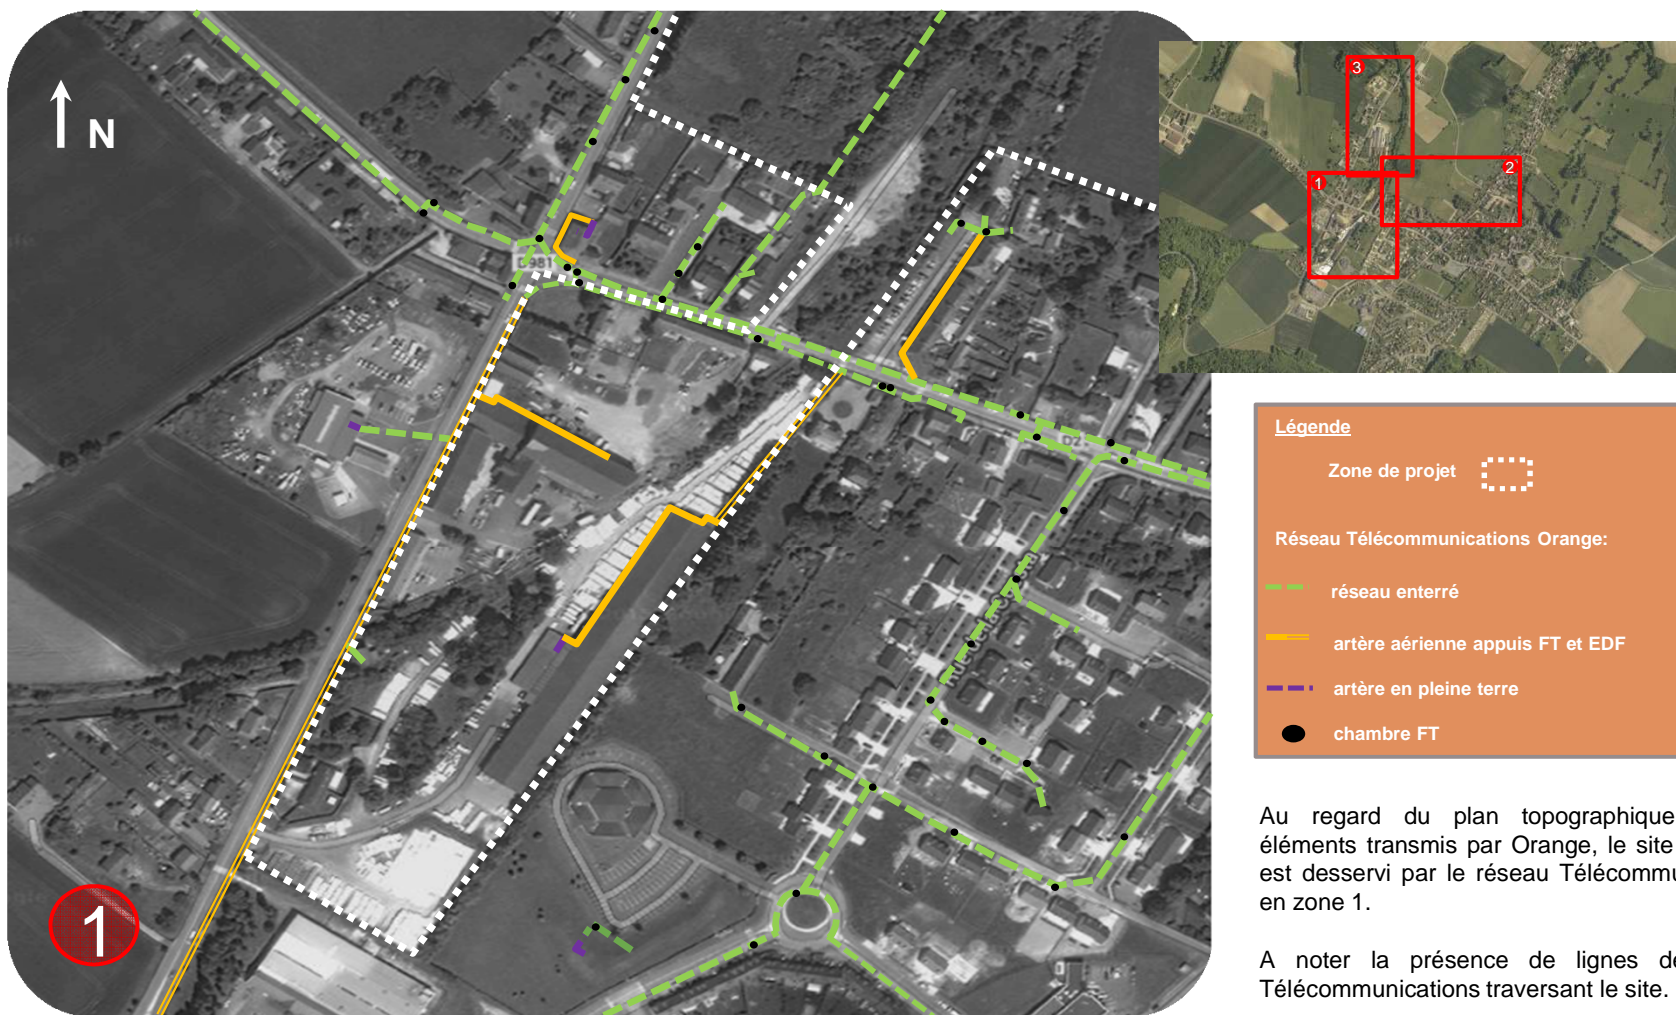 N
D981
D2
3
2
1
Légende
Zone de projet
Réseau Télécommunications Orange:
réseau enterré
artère aérienne appuis FT et EDF
artère en pleine terre
chambre FT
1
Au regard du plan topographique
éléments transmis par Orange, le site
est desservi par le réseau Télécommu
en zone 1.
A noter la présence de lignes de
Télécommunications traversant le site.